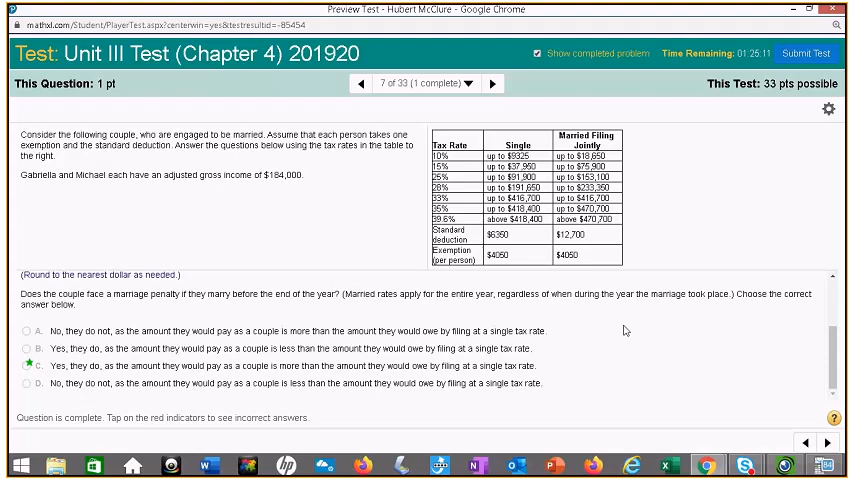 Preview Test - Hubert McClure - Google Chrome
mathxl.com/Student/PlayerTest.aspx?centerwin=yes&testresultid=-85454
Test: Unit III Test (Chapter 4) 201920
Show completed problem
Time Remaining: 01:25:11
Submit Test
This Question: 1 pt
7 of 33 (1 complete)
This Test: 33 pts possible
Consider the following couple, who are engaged to be married. Assume that each person takes one
exemption and the standard deduction. Answer the questions below using the tax rates in the table to
the right.
Gabriella and Michael each have an adjusted gross income of $184,000.
Married Filing
Tax Rate Single Jointly
10% up to $9325 up to $18,650
15% up to $37,950 up to $75,900
25% up to $91,900 up to $153,100
28% up to $191,650 up to $233,350
33% up to $416,700 up to $416,700
35% up to $418,400 up to $470,700
39.6% above $418,400 above $470,700
Standard
deduction $6350 $12,700
Exemption
(per person) $4050 $4050
(Round to the nearest dollar as needed.)
Does the couple face a marriage penalty if they marry before the end of the year? (Married rates apply for the entire year, regardless of when during the year the marriage took place.) Choose the correct
answer below.
A. No, they do not, as the amount they would pay as a couple is more than the amount they would owe by filing at a single tax rate.
B. Yes, they do, as the amount they would pay as a couple is less than the amount they would owe by filing at a single tax rate.
C. Yes, they do, as the amount they would pay as a couple is more than the amount they would owe by filing at a single tax rate.
D. No, they do not, as the amount they would pay as a couple is less than the amount they would owe by filing at a single tax rate.
Question is complete. Tap on the red indicators to see incorrect answers.
?